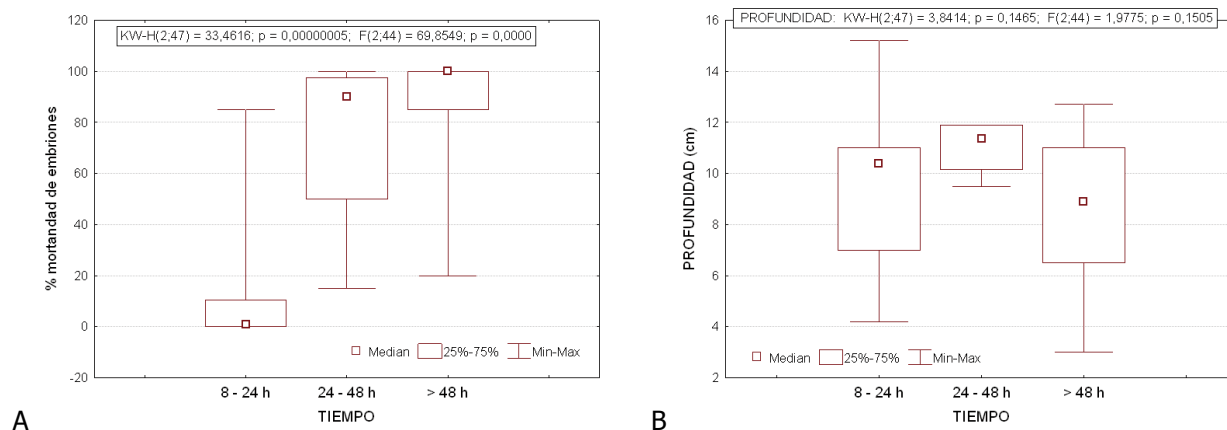 KW-H(2;47) = 33,4616; p = 0,00000005; F(2;44) = 69,8549; p = 0,0000
% mortandad de embriones
120
100
80
60
40
20
0
-20
Median 25%-75% Min-Max
8 - 24 h 24 - 48 h > 48 h
TIEMPO
A
PROFUNDIDAD: KW-H(2;47) = 3,8414; p = 0,1465; F(2;44) = 1,9775; p = 0,1505
PROFUNDIDAD (cm)
16
14
12
10
8
6
4
2
Median 25%-75% Min-Max
8 - 24 h 24 - 48 h > 48 h
TIEMPO
B